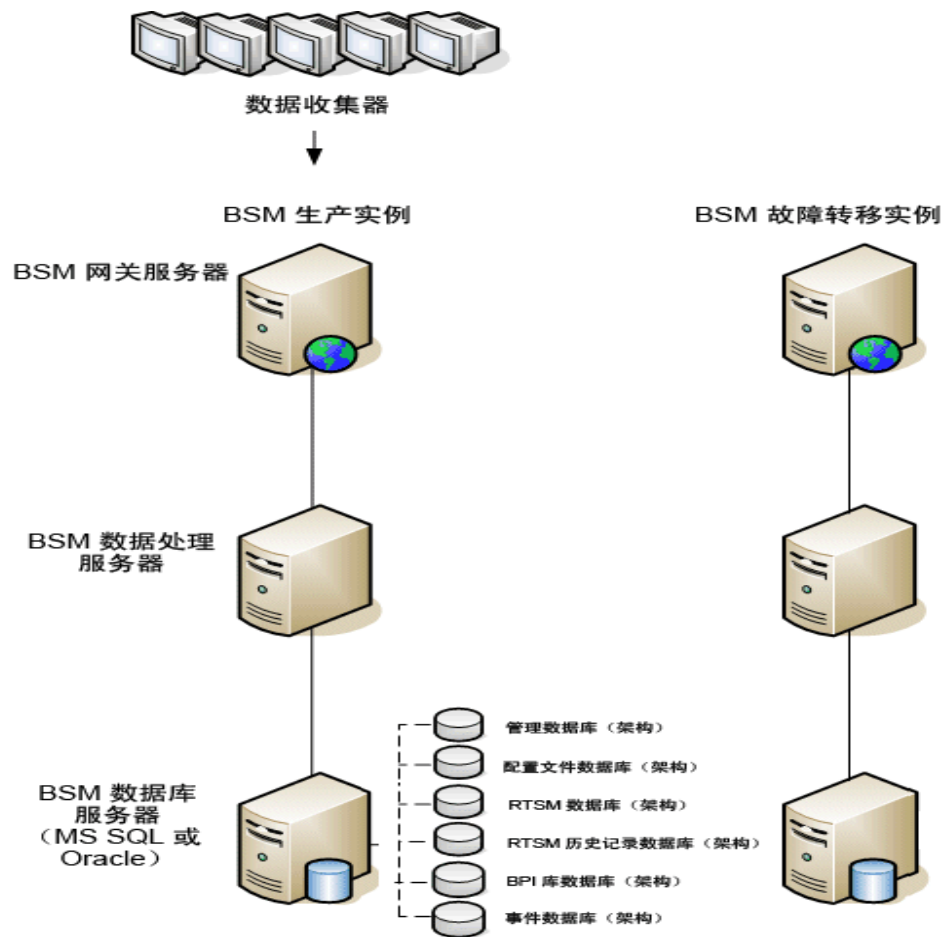 数据收集器
BSM 生产实例
BSM 故障转移实例
BSM 网关服务器
BSM 数据处理
服务器
BSM 数据库
服务器
（MS SQL 或
Oracle）
管理数据库（架构）
配置文件数据库（架构）
RTSM 数据库（架构）
RTSM 历史记录数据库（架构）
BPI 库数据库（架构）
事件数据库（架构）